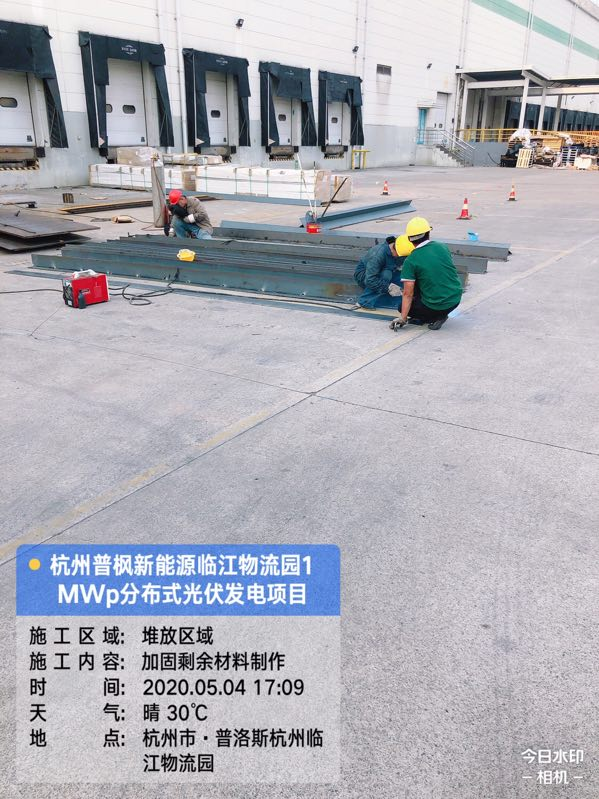 杭州普枫新能源临江物流园1
MWp分布式光伏发电项目
施工区域: 堆放区域
施工内容: 加固剩余材料制作
时间: 2020.05.04 17:09
天气: 晴 30℃
地点: 杭州市·普洛斯杭州临
江物流园
今日水印
-相机-